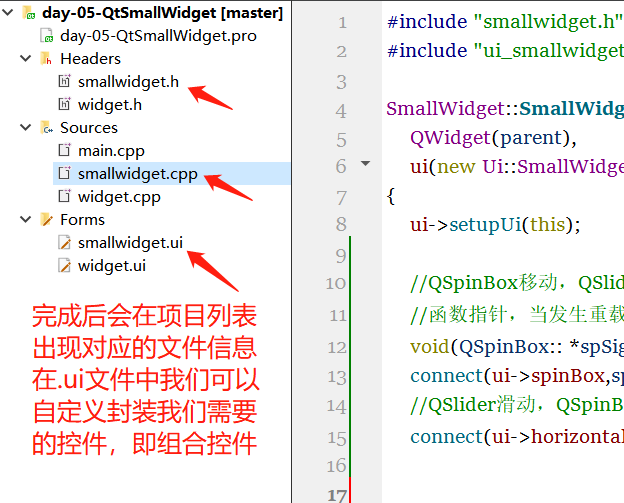 day-05-QtSmallWidget [master]
day-05-QtSmallWidget.pro
Headers
smallwidget.h
widget.h
Sources
main.cpp
smallwidget.cpp
widget.cpp
Forms
smallwidget.ui
widget.ui
完成后会在项目列表
出现对应的文件信息
在.ui文件中我们可以
自定义封装我们需要
的控件，即组合控件
1 #include "smallwidget.h"
2 #include "ui_smallwidget
3
4 SmallWidget::SmallWidg
5 QWidget(parent),
6 ui(new Ui::SmallWidge
7 {
8 ui->setupUi(this);
9
10 //QSpinBox移动，QSlid
11 //函数指针，当发生重载
12 void(QSpinBox:: *spSig
13 connect(ui->spinBox,sp
14 //QSlider滑动，QSpinB
15 connect(ui->horizontal
16
17